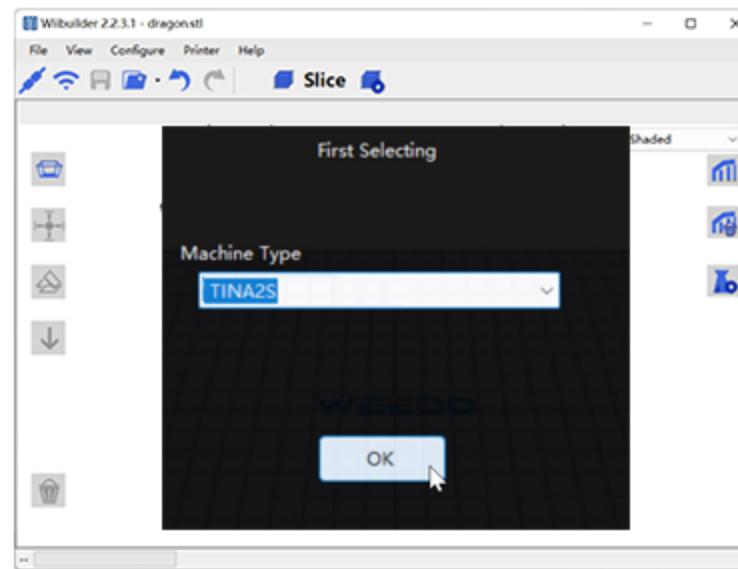 Wiibuilder 2.2.3.1 - dragon.stl
File View Configure Printer Help
Slice
Shaded
First Selecting
Machine Type
TINA2S
WEEDO
OK